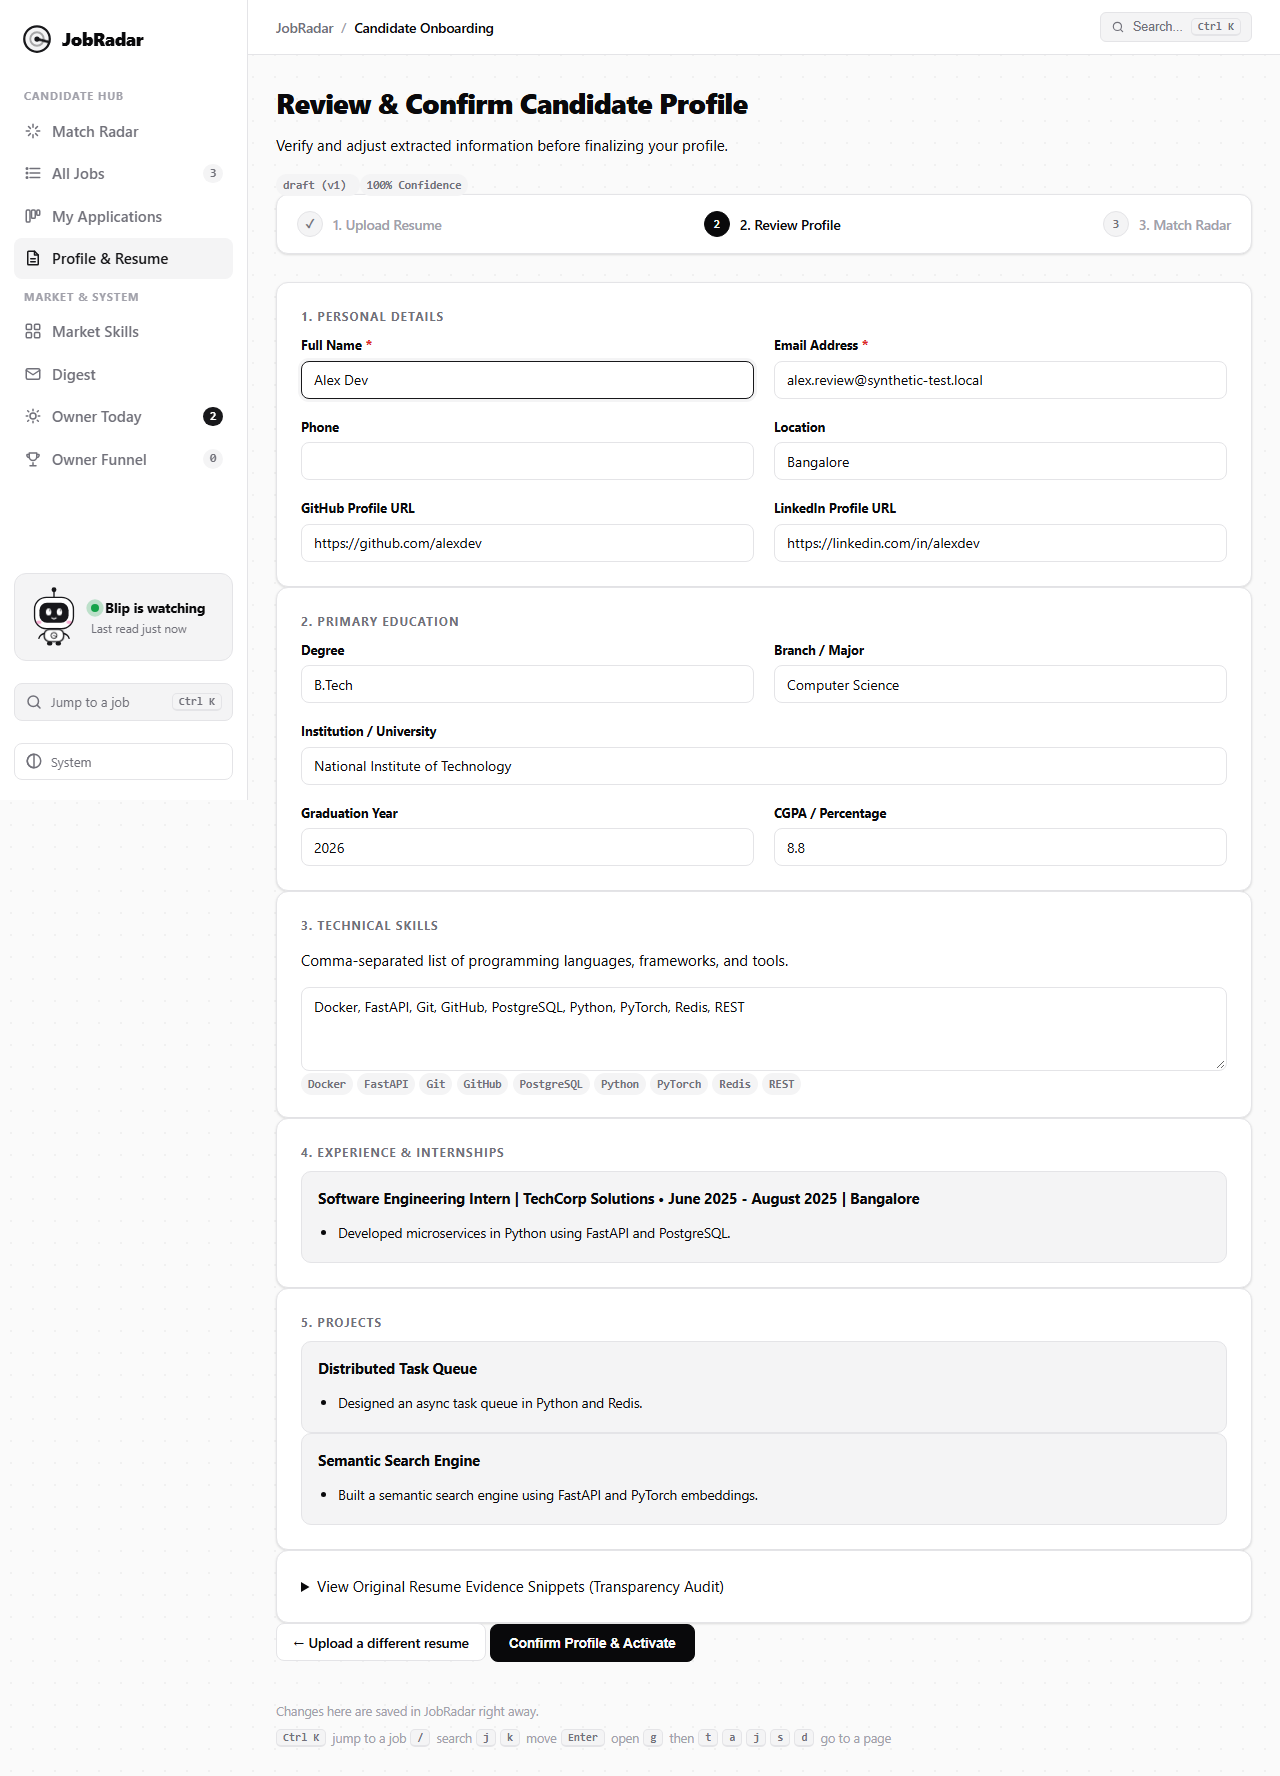 JobRadar
CANDIDATE HUB
Match Radar
All Jobs 3
My Applications
Profile & Resume
MARKET & SYSTEM
Market Skills
Digest
Owner Today 2
Owner Funnel 0
Blip is watching
Last read just now
Jump to a job Ctrl K
System
JobRadar / Candidate Onboarding
Search... Ctrl K
Review & Confirm Candidate Profile
Verify and adjust extracted information before finalizing your profile.
draft (v1) 100% Confidence
✓ 1. Upload Resume 2 2. Review Profile 3 3. Match Radar
1. PERSONAL DETAILS
Full Name * Email Address *
Alex Dev alex.review@synthetic-test.local
Phone Location
Bangalore
GitHub Profile URL LinkedIn Profile URL
https://github.com/alexdev https://linkedin.com/in/alexdev
2. PRIMARY EDUCATION
Degree Branch / Major
B.Tech Computer Science
Institution / University
National Institute of Technology
Graduation Year CGPA / Percentage
2026 8.8
3. TECHNICAL SKILLS
Comma-separated list of programming languages, frameworks, and tools.
Docker, FastAPI, Git, GitHub, PostgreSQL, Python, PyTorch, Redis, REST
Docker FastAPI Git GitHub PostgreSQL Python PyTorch Redis REST
4. EXPERIENCE & INTERNSHIPS
Software Engineering Intern | TechCorp Solutions • June 2025 - August 2025 | Bangalore
• Developed microservices in Python using FastAPI and PostgreSQL.
5. PROJECTS
Distributed Task Queue
• Designed an async task queue in Python and Redis.
Semantic Search Engine
• Built a semantic search engine using FastAPI and PyTorch embeddings.
▶ View Original Resume Evidence Snippets (Transparency Audit)
← Upload a different resume Confirm Profile & Activate
Changes here are saved in JobRadar right away.
Ctrl K jump to a job / search j k move Enter open g then t a j s d go to a page